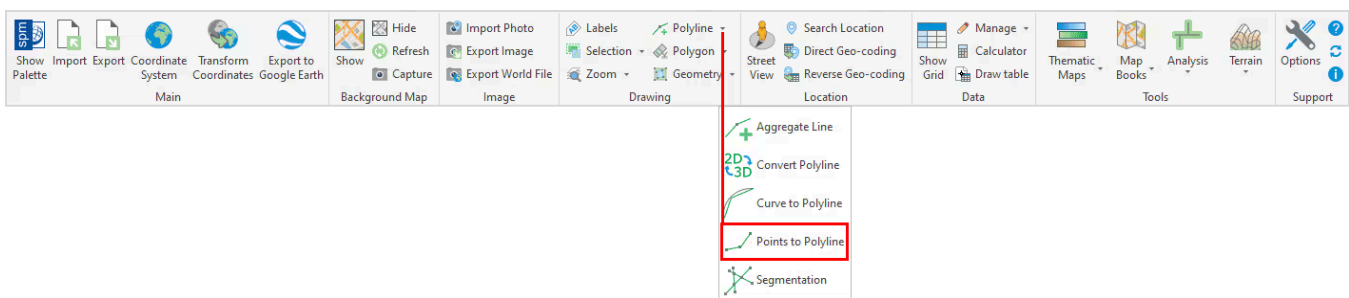 spm
Show Palette
Import
Export
Coordinate System
Transform Coordinates
Export to Google Earth
Main
Show
Hide
Refresh
Capture
Background Map
Import Photo
Export Image
Export World File
Image
Labels
Selection
Zoom
Polyline
Polygon
Geometry
Drawing
Street View
Search Location
Direct Geo-coding
Reverse Geo-coding
Location
Show Grid
Manage
Calculator
Draw table
Data
Thematic Maps
Map Books
Analysis
Terrain
Tools
Options
Support
Aggregate Line
2D
3D
Convert Polyline
Curve to Polyline
Points to Polyline
Segmentation